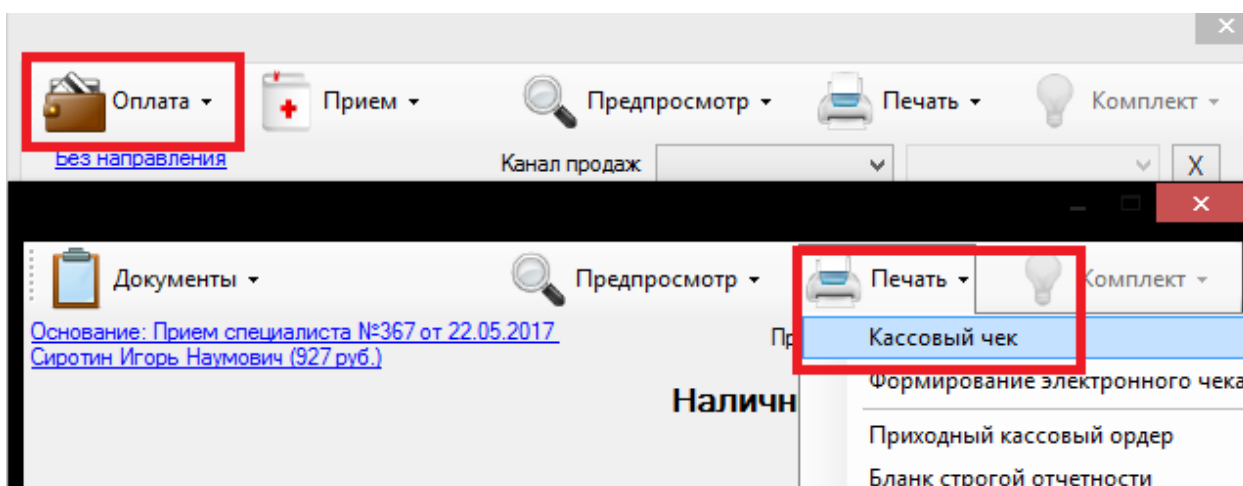 Оплата Прием Предпросмотр Печать Комплект
Без направления Канал продаж X
Документы Предпросмотр Печать Комплект
Основание: Прием специалиста №367 от 22.05.2017
Сиротин Игорь Наумович (927 руб.)
Пр
Кассовый чек
Формирование электронного чека
Наличн
Приходный кассовый ордер
Бланк строгой отчетности